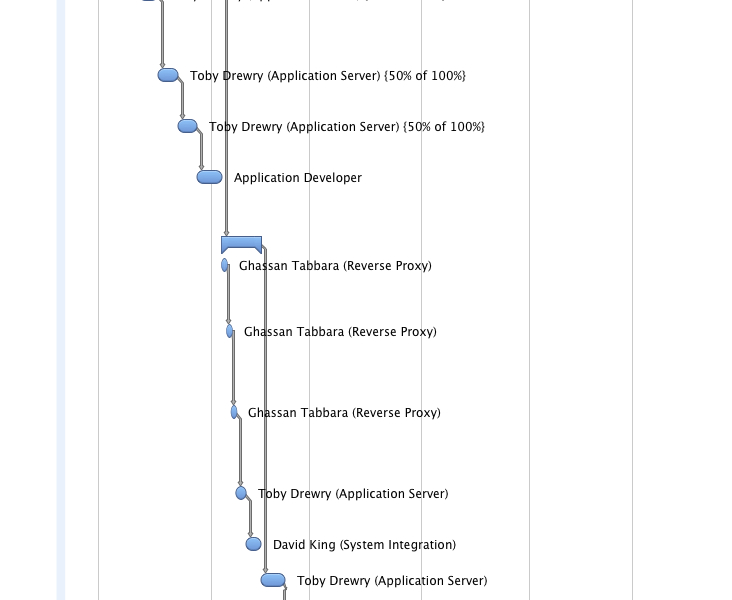 Toby Drewry (Application Server) {50% of 100%}
Toby Drewry (Application Server) {50% of 100%}
Application Developer
Ghassan Tabbara (Reverse Proxy)
Ghassan Tabbara (Reverse Proxy)
Ghassan Tabbara (Reverse Proxy)
Toby Drewry (Application Server)
David King (System Integration)
Toby Drewry (Application Server)